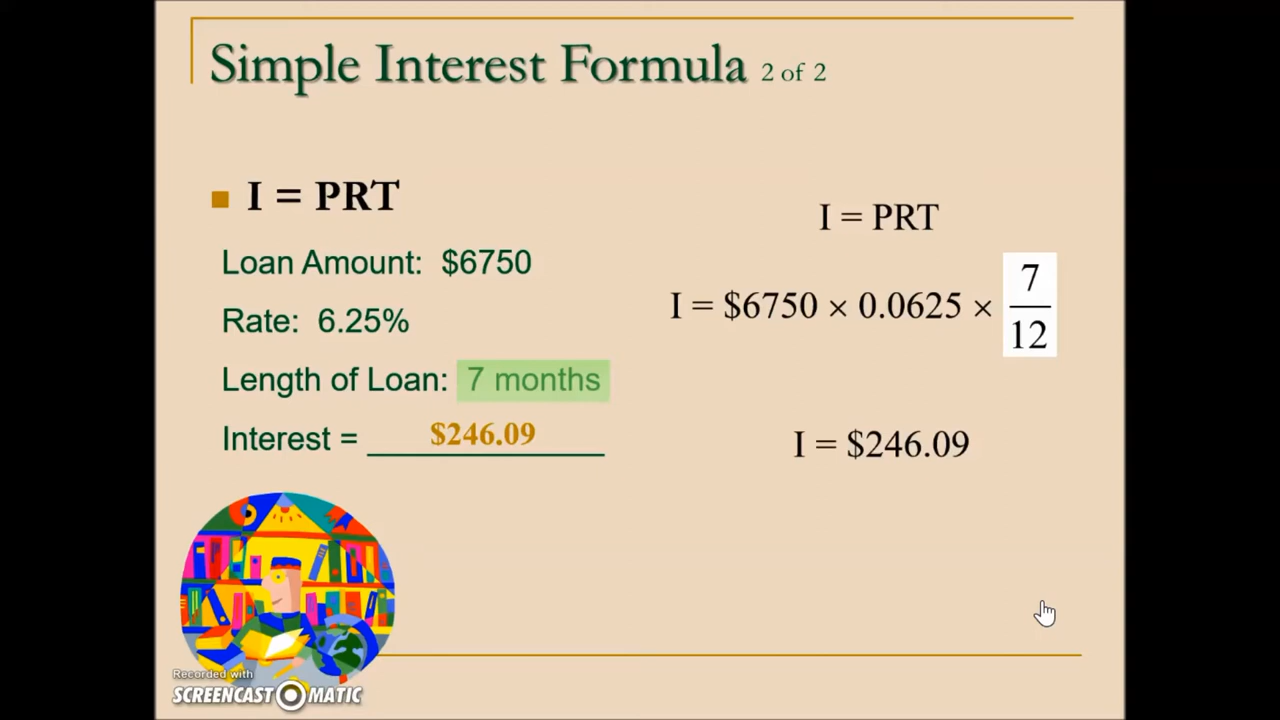 Simple Interest Formula 2 of 2
I = PRT
Loan Amount: $6750
Rate: 6.25%
Length of Loan: 7 months
Interest = $246.09
I = PRT
I = $6750 × 0.0625 × 7/12
I = $246.09
Recorded with
SCREENCAST MATIC